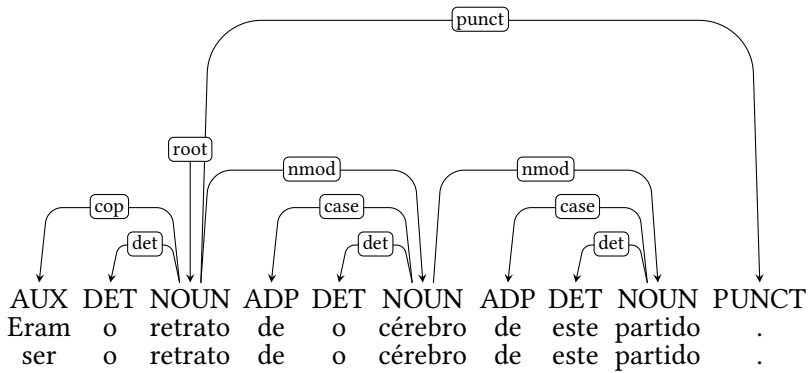 punct
root
nmod nmod
cop case case
det det det
AUX DET NOUN ADP DET NOUN ADP DET NOUN PUNCT
Eram o retrato de o cérebro de este partido .
ser o retrato de o cérebro de este partido .